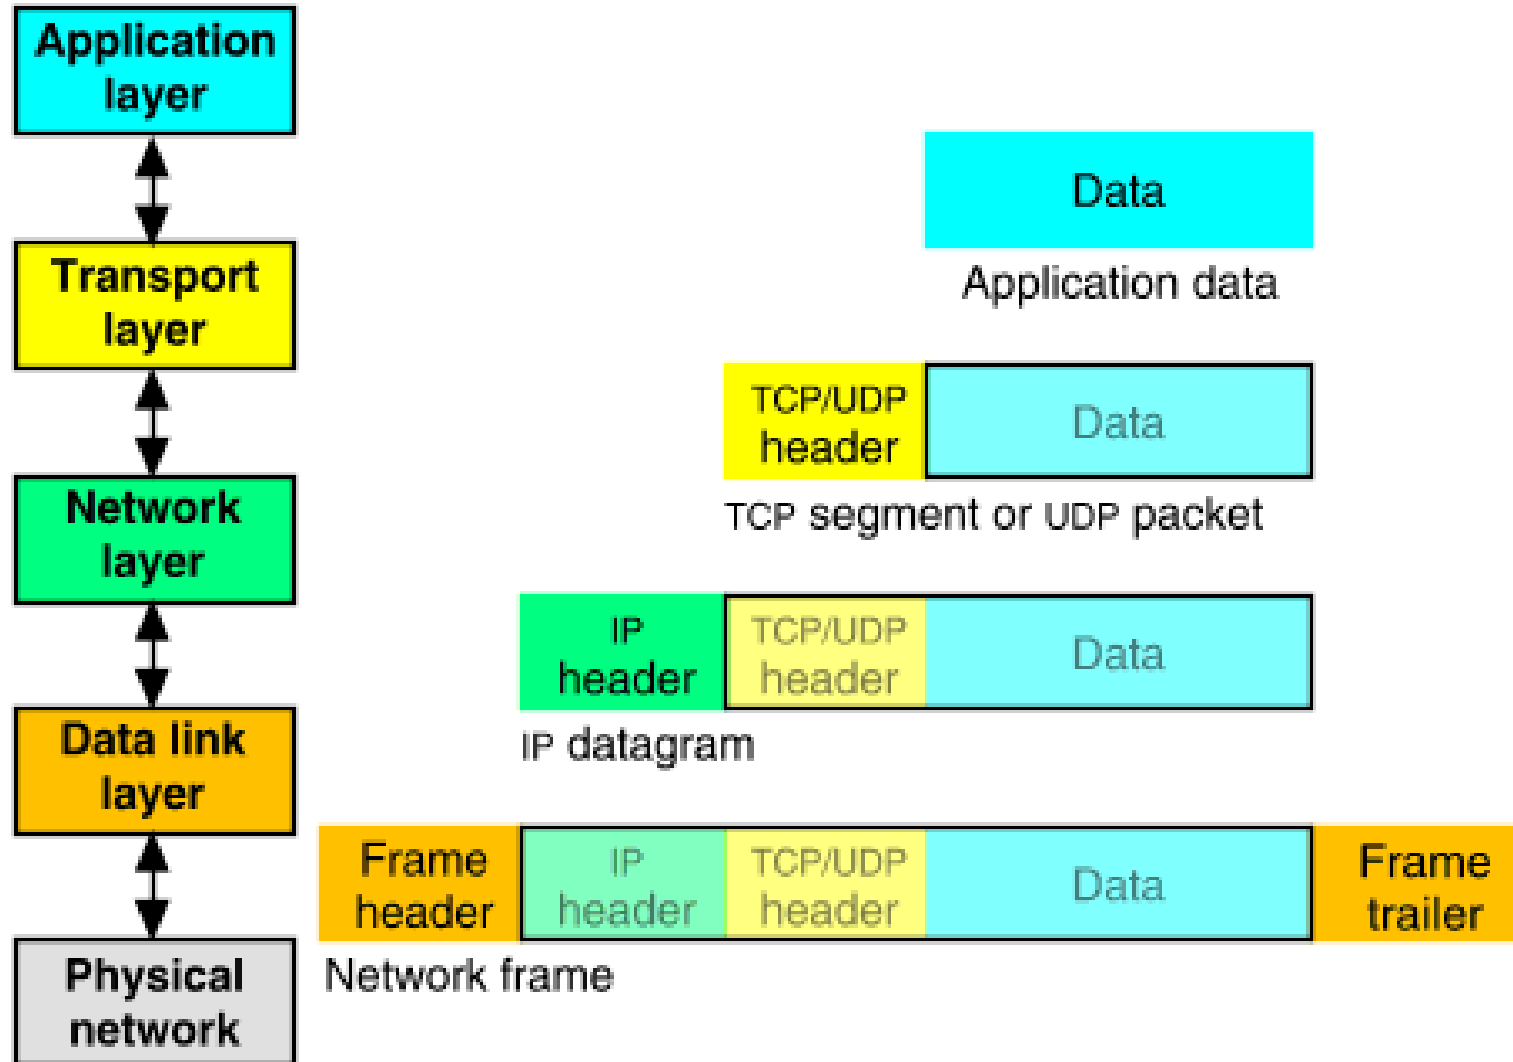 Application
layer
Transport
layer
Network
layer
Data link
layer
Physical
network
Data
Application data
TCP/UDP
header
Data
TCP segment or UDP packet
IP
header
TCP/UDP
header
Data
IP datagram
Frame
header
IP
header
TCP/UDP
header
Data
Frame
trailer
Network frame